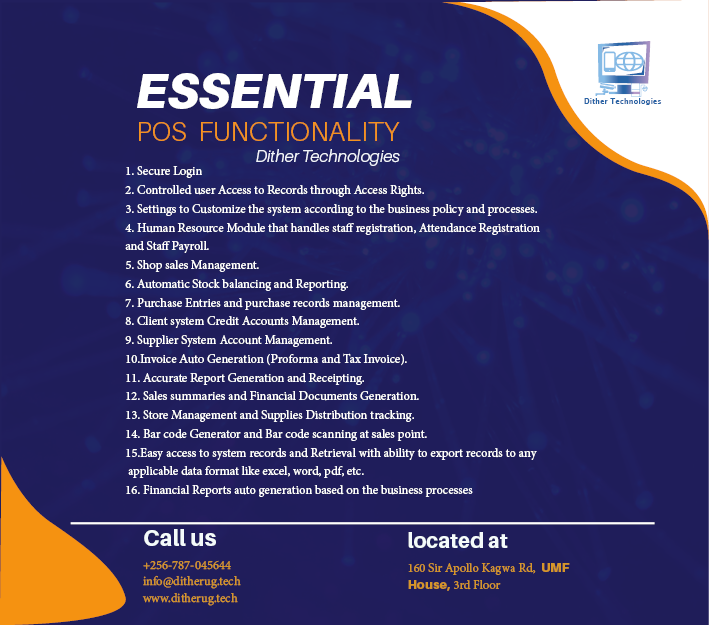 Dither Technologies
ESSENTIAL
POS FUNCTIONALITY
Dither Technologies
1. Secure Login
2. Controlled user Access to Records through Access Rights.
3. Settings to Customize the system according to the business policy and processes.
4. Human Resource Module that handles staff registration, Attendance Registration
and Staff Payroll.
5. Shop sales Management.
6. Automatic Stock balancing and Reporting.
7. Purchase Entries and purchase records management.
8. Client system Credit Accounts Management.
9. Supplier System Account Management.
10.Invoice Auto Generation (Proforma and Tax Invoice).
11. Accurate Report Generation and Receipting.
12. Sales summaries and Financial Documents Generation.
13. Store Management and Supplies Distribution tracking.
14. Bar code Generator and Bar code scanning at sales point.
15.Easy access to system records and Retrieval with ability to export records to any
applicable data format like excel, word, pdf, etc.
16. Financial Reports auto generation based on the business processes
Call us
+256-787-045644
info@ditherug.tech
www.ditherug.tech
located at
160 Sir Apollo Kagwa Rd, UMF
House, 3rd Floor